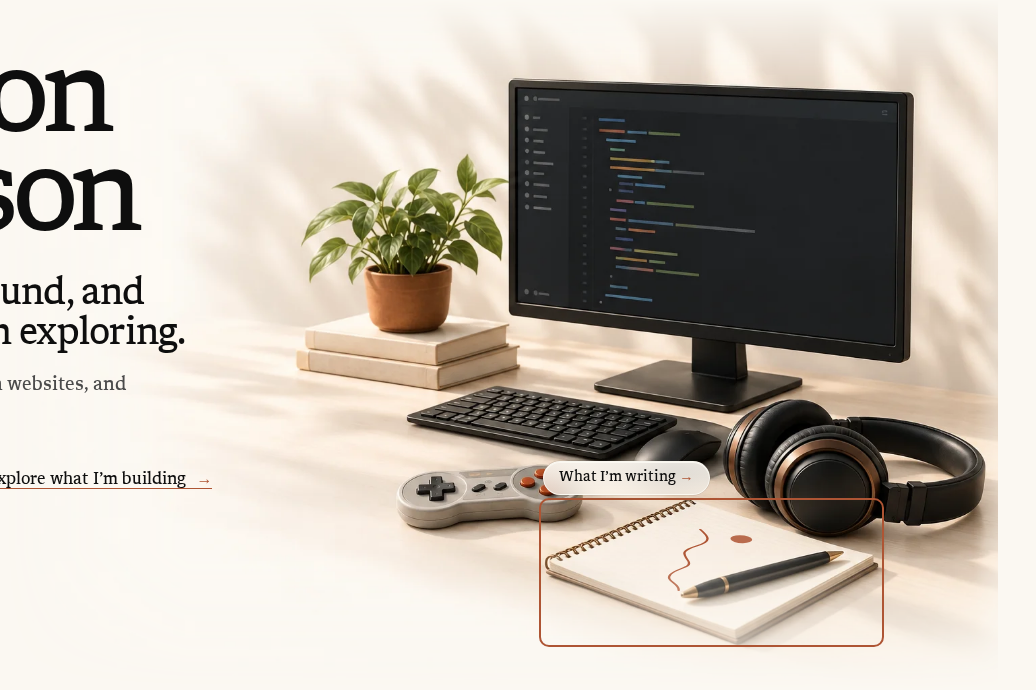 on
son
und, and
n exploring.
n websites, and
xplore what I'm building →
What I'm writing →